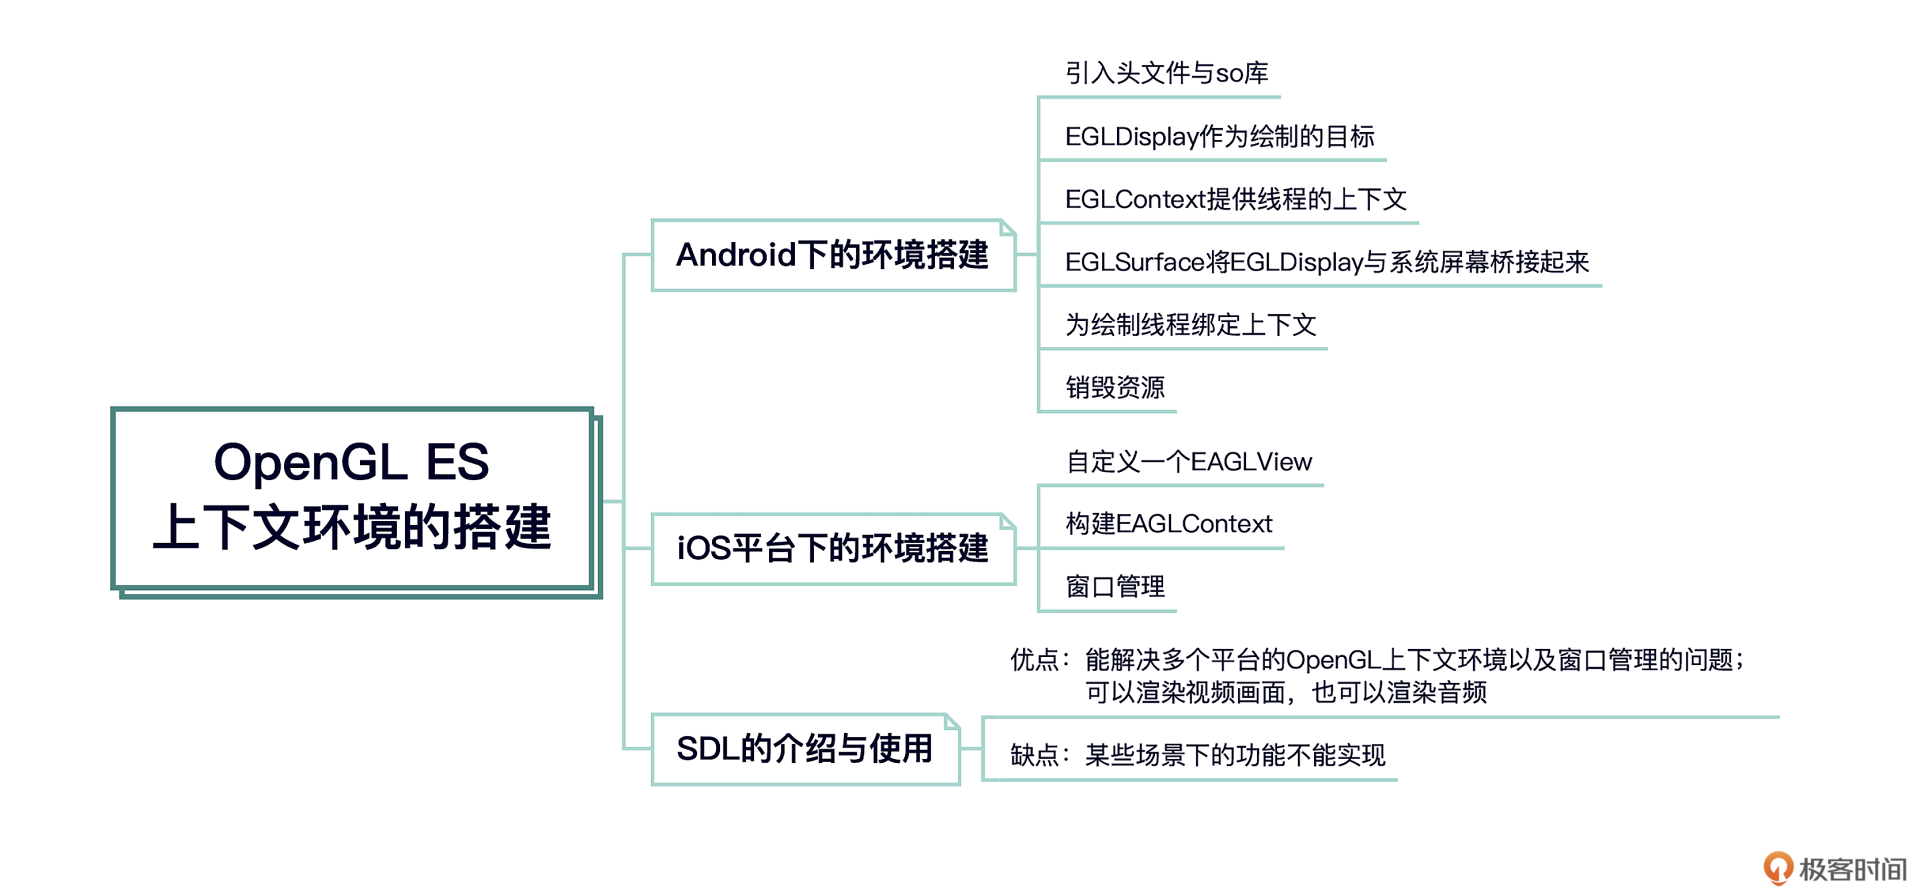 OpenGL ES
上下文环境的搭建
Android下的环境搭建
引入头文件与so库
EGLDisplay作为绘制的目标
EGLContext提供线程的上下文
EGLSurface将EGLDisplay与系统屏幕桥接起来
为绘制线程绑定上下文
销毁资源
iOS平台下的环境搭建
自定义一个EAGLView
构建EAGLContext
窗口管理
SDL的介绍与使用
优点：能解决多个平台的OpenGL上下文环境以及窗口管理的问题；
可以渲染视频画面，也可以渲染音频
缺点：某些场景下的功能不能实现
极客时间